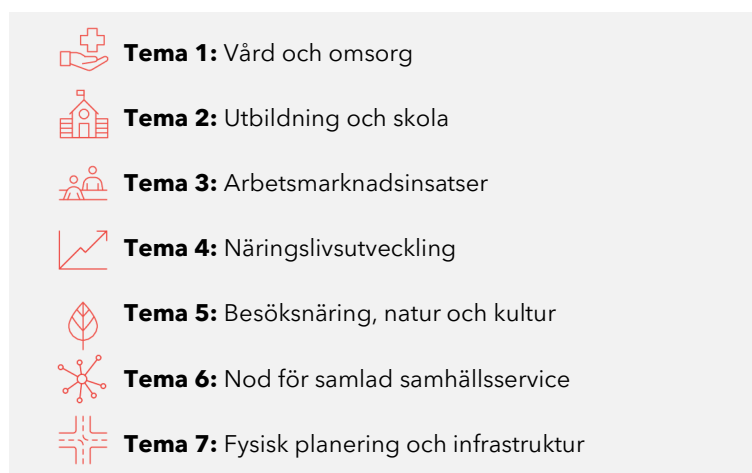 Tema 1: Vård och omsorg
Tema 2: Utbildning och skola
Tema 3: Arbetsmarknadsinsatser
Tema 4: Näringslivsutveckling
Tema 5: Besöksnäring, natur och kultur
Tema 6: Nod för samlad samhällsservice
Tema 7: Fysisk planering och infrastruktur